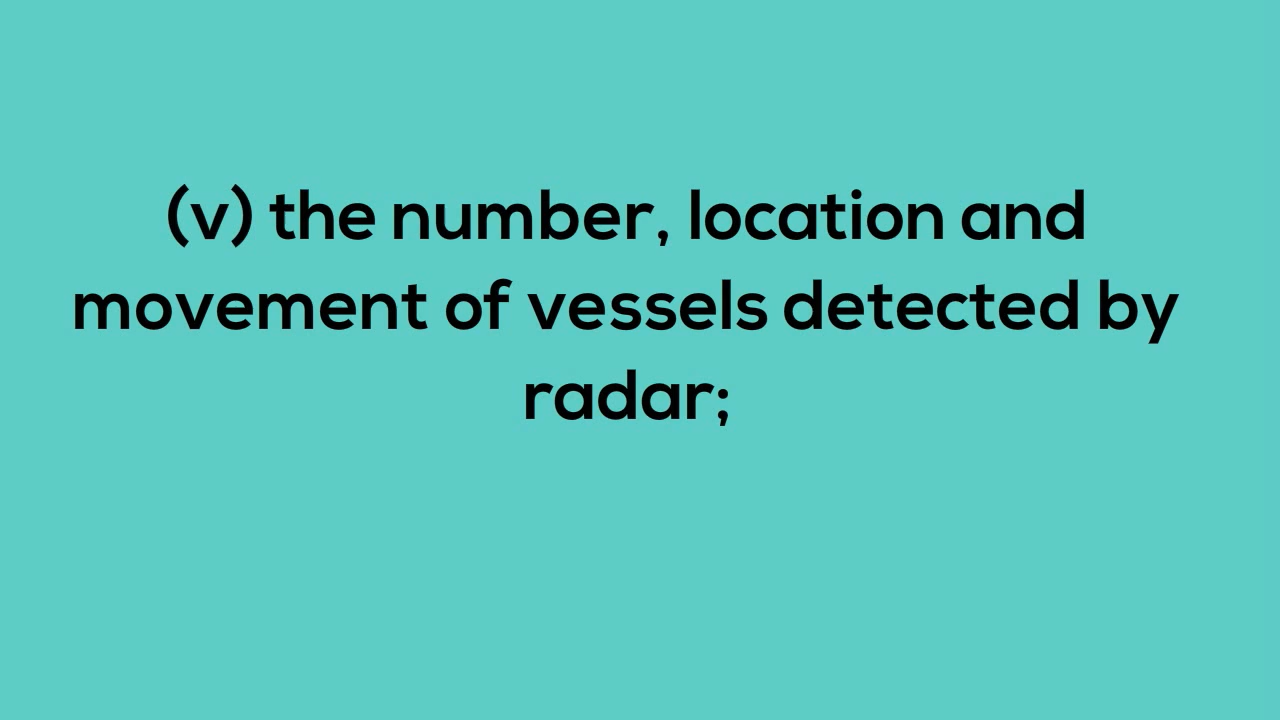 (v) the number, location and
movement of vessels detected by
radar;